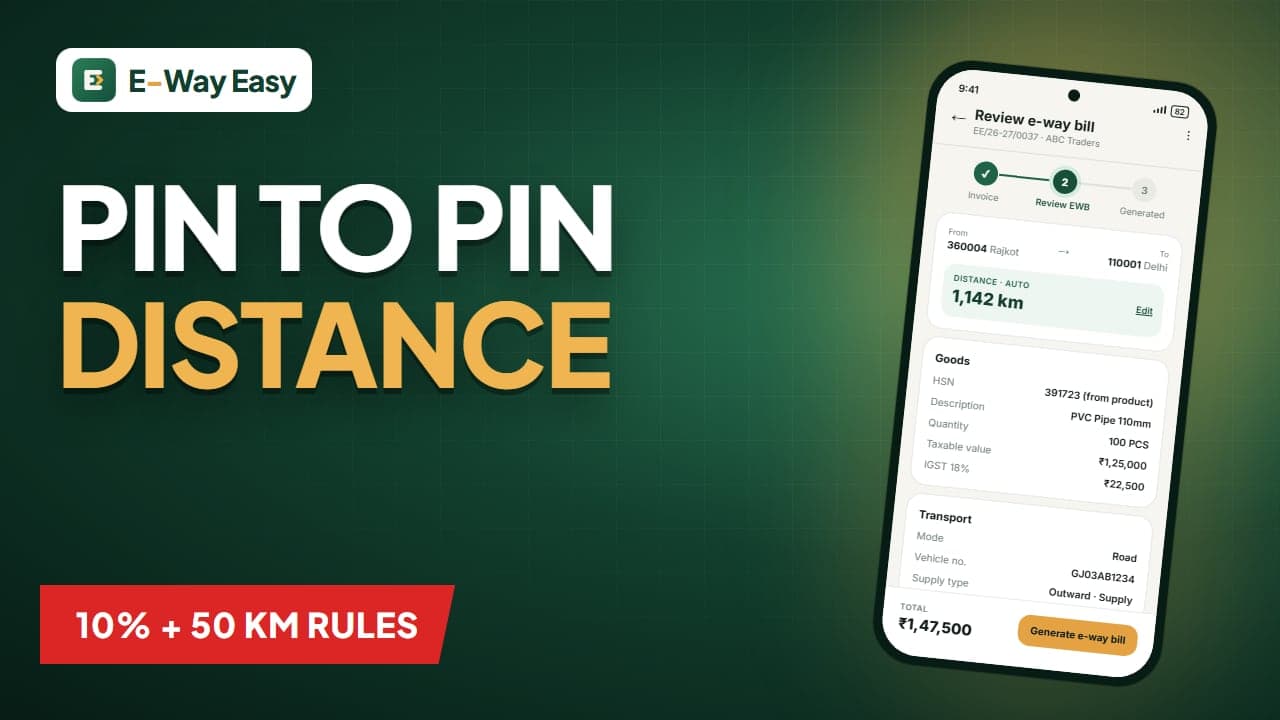 E-Way Easy
PIN TO PIN
DISTANCE
10% + 50 KM RULES
9:41
82
← Review e-way bill
EE/26-27/0037 · ABC Traders
✓ 2 3
Invoice Review EWB Generated
From To
360004 Rajkot → 110001 Delhi
DISTANCE · AUTO
1,142 km Edit
Goods
HSN 391723 (from product)
Description PVC Pipe 110mm
Quantity 100 PCS
Taxable value ₹1,25,000
IGST 18% ₹22,500
Transport
Mode Road
Vehicle no. GJ03AB1234
Supply type Outward · Supply
TOTAL
₹1,47,500 Generate e-way bill